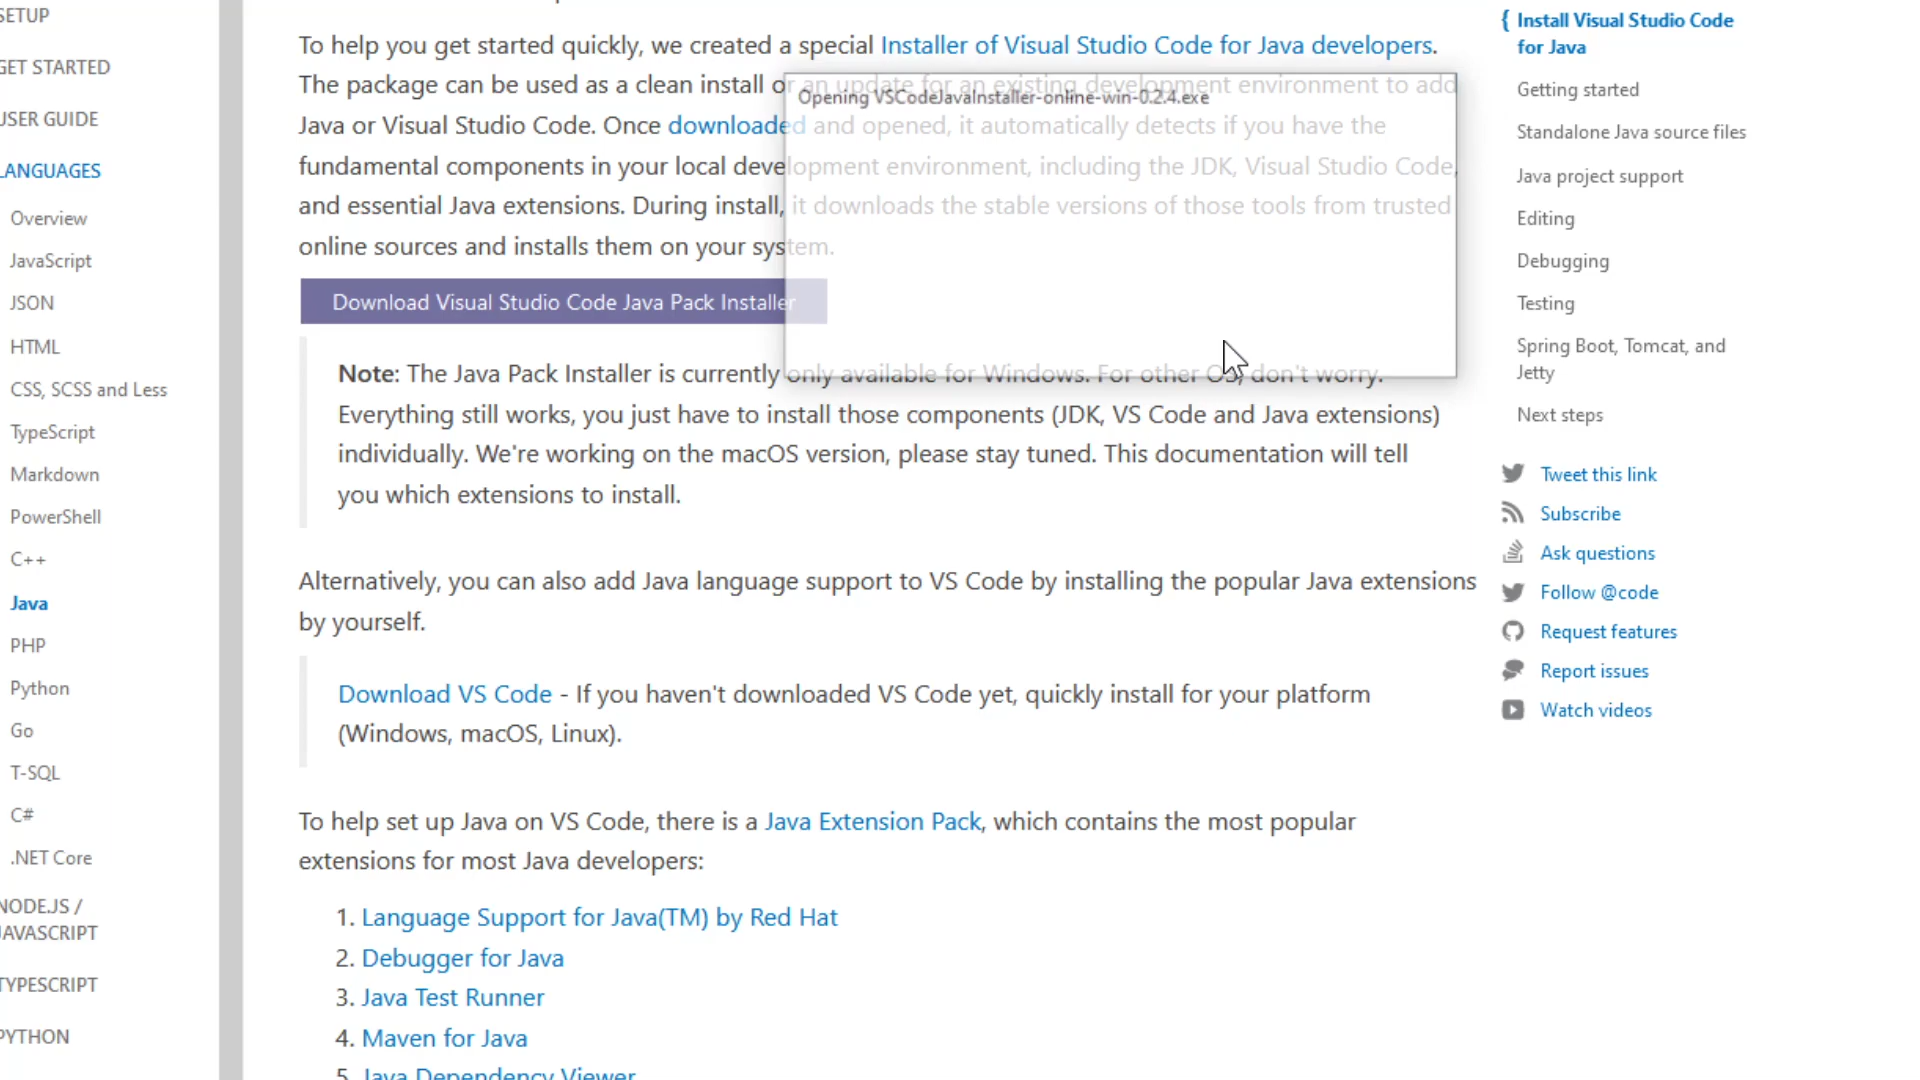 SETUP
GET STARTED
USER GUIDE
LANGUAGES
Overview
JavaScript
JSON
HTML
CSS, SCSS and Less
TypeScript
Markdown
PowerShell
C++
Java
PHP
Python
Go
T-SQL
C#
.NET Core
NODE.JS /
JAVASCRIPT
TYPESCRIPT
PYTHON
To help you get started quickly, we created a special Installer of Visual Studio Code for Java developers.
The package can be used as a clean install or an update for an existing development environment to add
Java or Visual Studio Code. Once downloaded and opened, it automatically detects if you have the
fundamental components in your local development environment, including the JDK, Visual Studio Code,
and essential Java extensions. During install, it downloads the stable versions of those tools from trusted
online sources and installs them on your system.
Opening VSCodeJavaInstaller-online-win-0.2.4.exe
Download Visual Studio Code Java Pack Installer
Note: The Java Pack Installer is currently only available for Windows. For other OS, don't worry.
Everything still works, you just have to install those components (JDK, VS Code and Java extensions)
individually. We're working on the macOS version, please stay tuned. This documentation will tell
you which extensions to install.
Alternatively, you can also add Java language support to VS Code by installing the popular Java extensions
by yourself.
Download VS Code - If you haven't downloaded VS Code yet, quickly install for your platform
(Windows, macOS, Linux).
To help set up Java on VS Code, there is a Java Extension Pack, which contains the most popular
extensions for most Java developers:
1. Language Support for Java(TM) by Red Hat
2. Debugger for Java
3. Java Test Runner
4. Maven for Java
5. Java Dependency Viewer
{ Install Visual Studio Code
for Java
Getting started
Standalone Java source files
Java project support
Editing
Debugging
Testing
Spring Boot, Tomcat, and
Jetty
Next steps
Tweet this link
Subscribe
Ask questions
Follow @code
Request features
Report issues
Watch videos